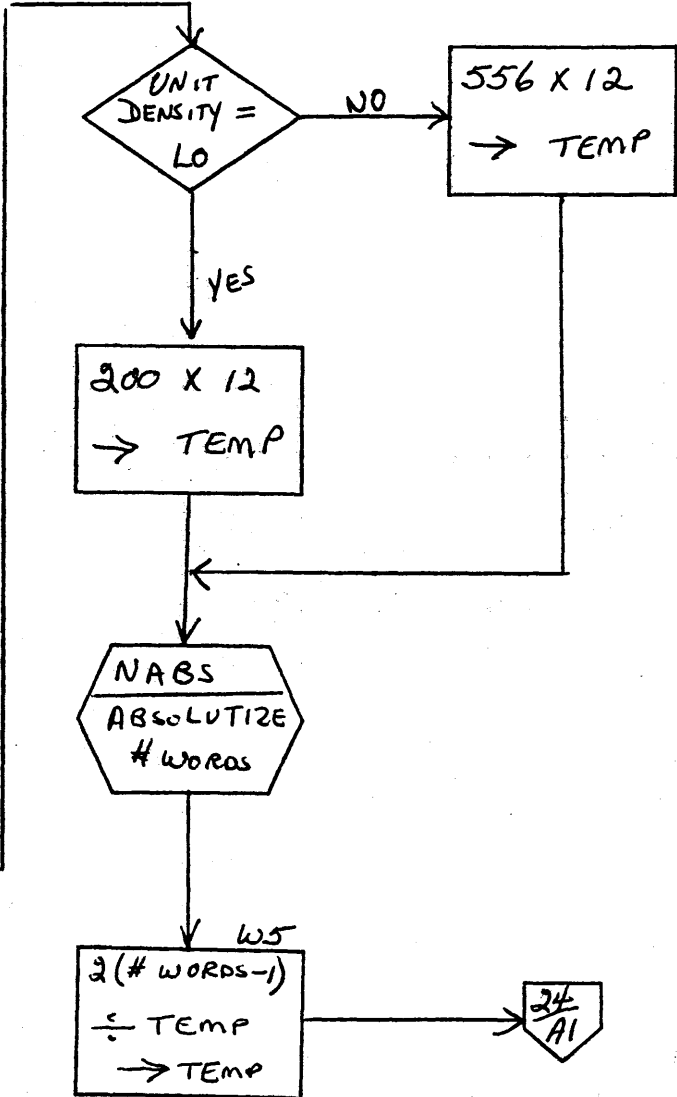 UNIT
DENSITY =
LO
NO
556 X 12
→ TEMP
YES
200 X 12
→ TEMP
NABS
ABSOLUTIZE
# WORDS
W5
2 (# WORDS-1)
÷ TEMP
→ TEMP
24
A1